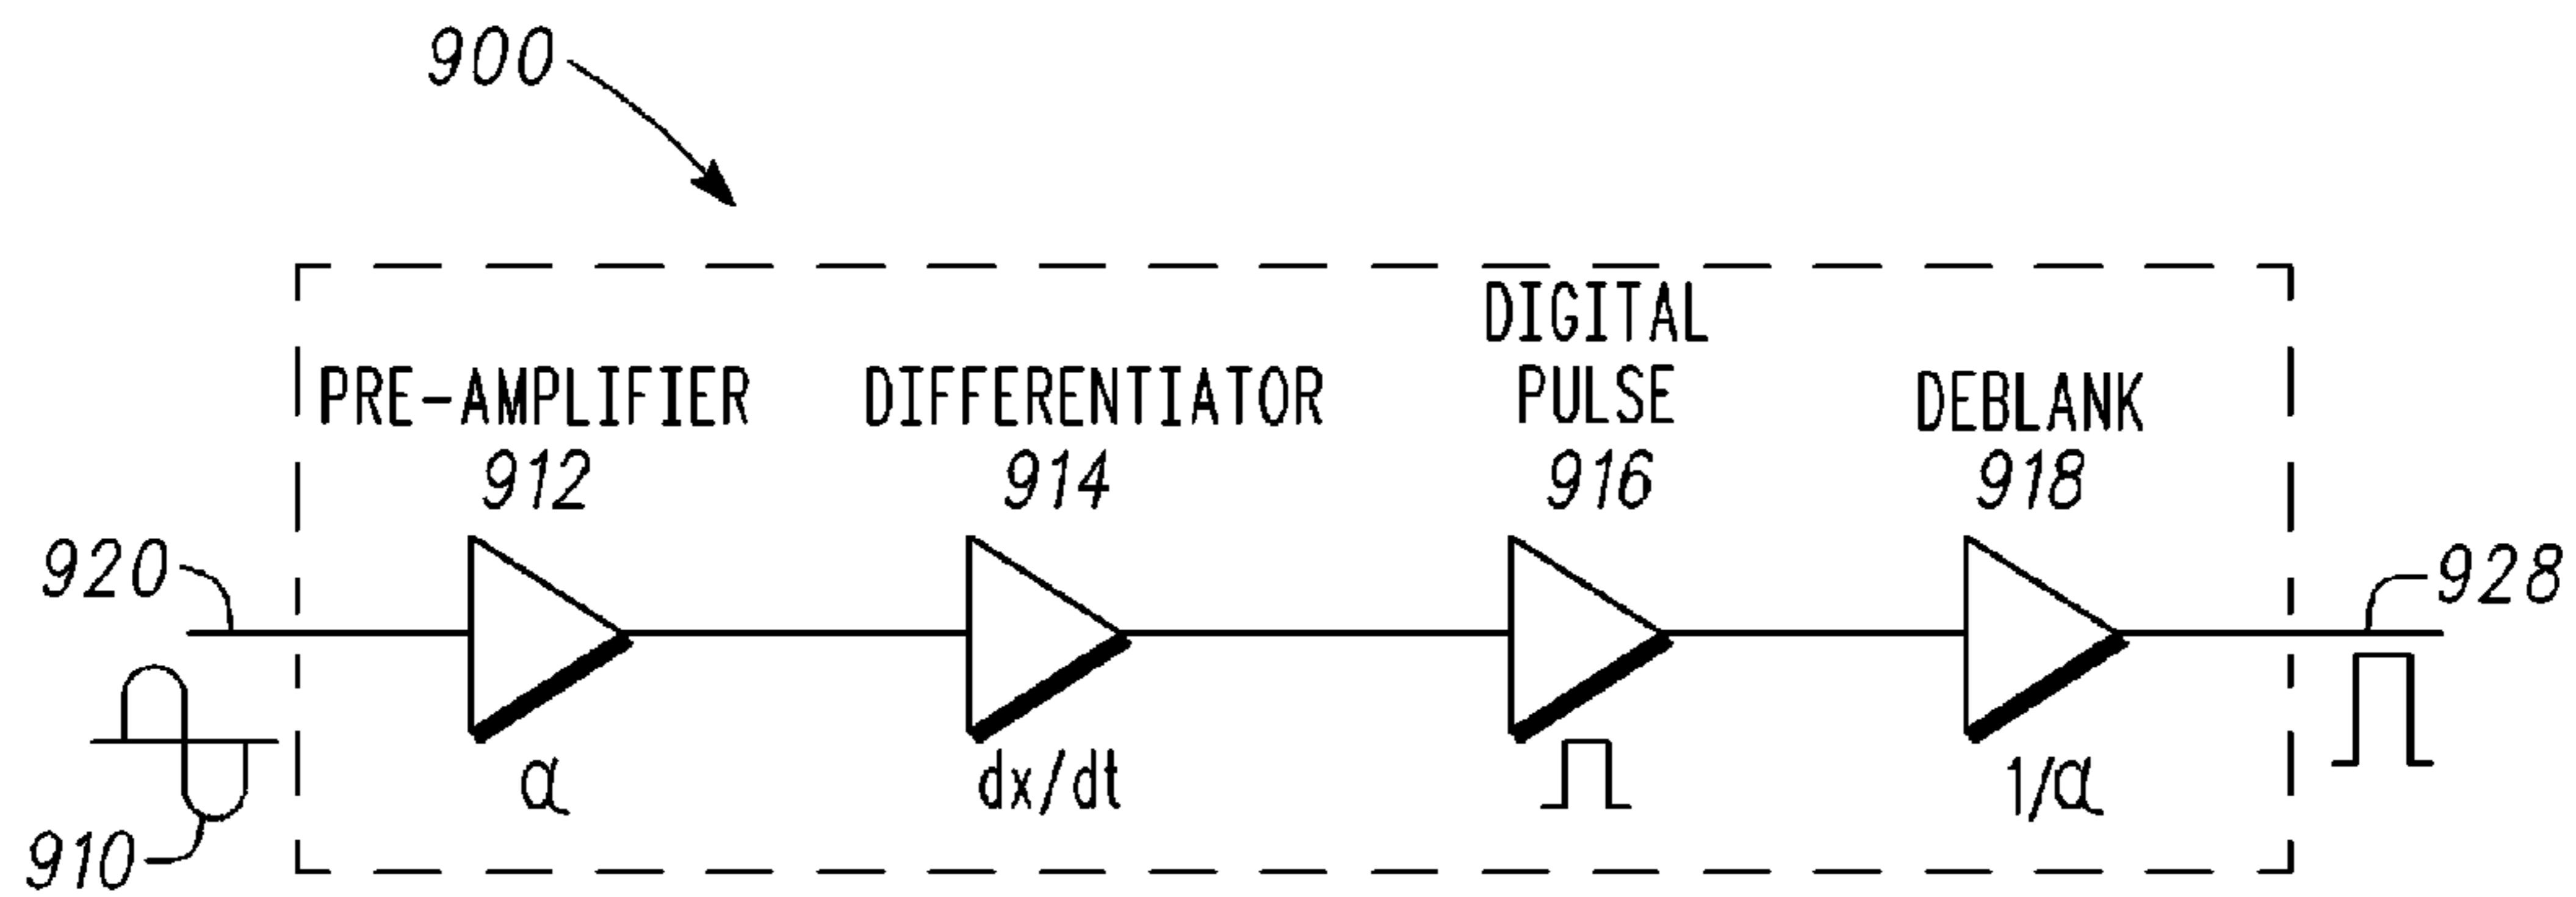 900
DIGITAL
PRE-AMPLIFIER DIFFERENTIATOR PULSE DEBLANK
912 914 916 918
920 928
α dx/dt 1/α
910